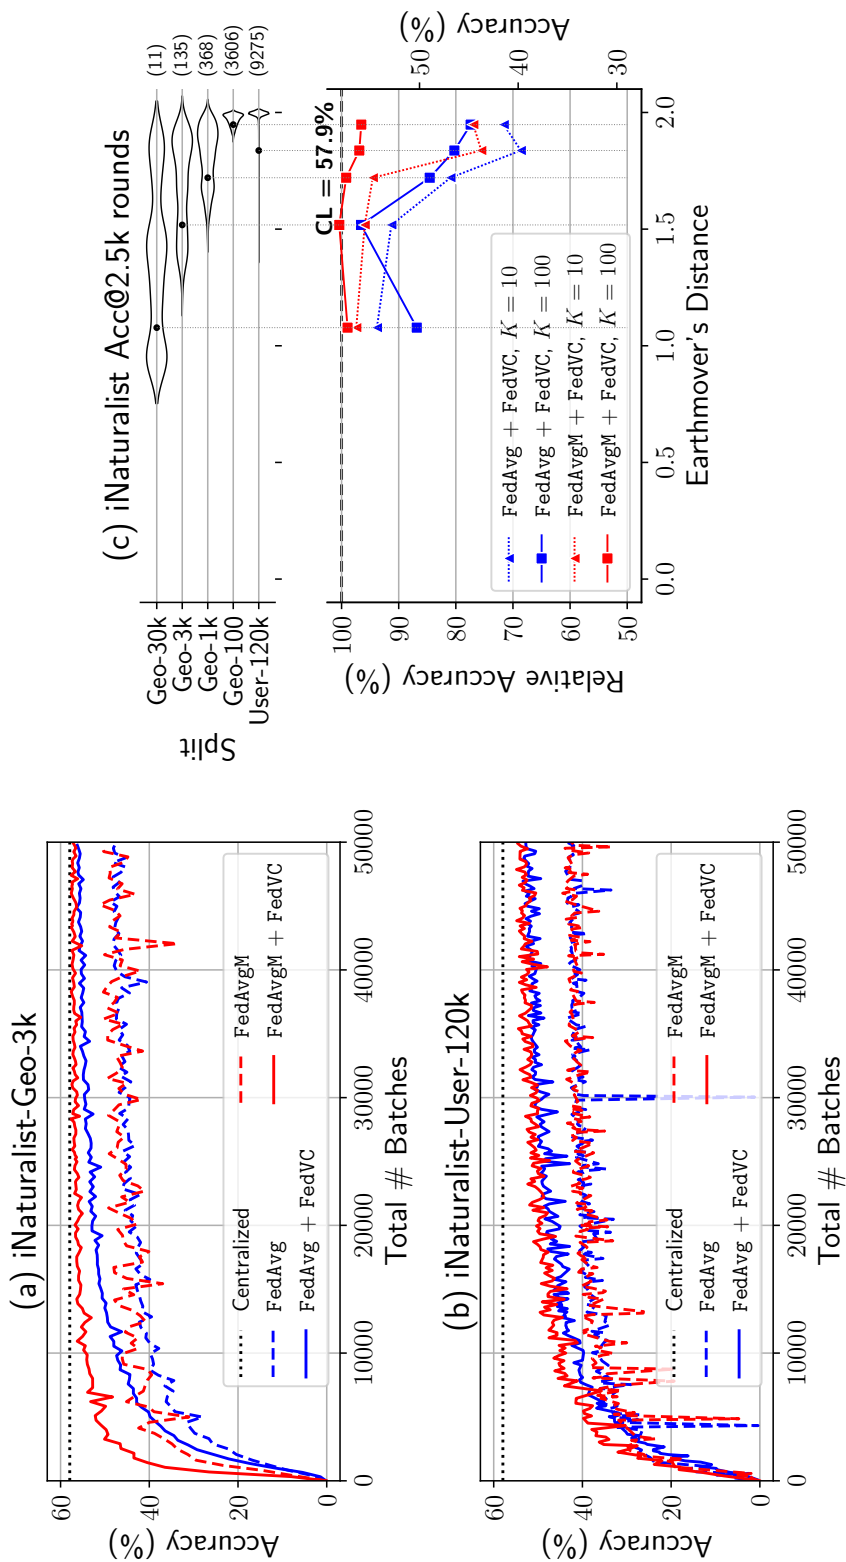 (a) iNaturalist-Geo-3k
60
40
20
0
Accuracy (%)
0
10000
20000
30000
40000
50000
Total # Batches
Centralized
FedAvg
FedAvg + FedVC
FedAvgM
FedAvgM + FedVC
(b) iNaturalist-User-120k
60
40
20
0
Accuracy (%)
0
10000
20000
30000
40000
50000
Total # Batches
Centralized
FedAvg
FedAvg + FedVC
FedAvgM
FedAvgM + FedVC
(c) iNaturalist Acc@2.5k rounds
Split
Geo-30k
(11)
Geo-3k
(135)
Geo-1k
(368)
Geo-100
(3606)
User-120k
(9275)
CL = 57.9%
100
90
80
70
60
50
Relative Accuracy (%)
50
40
30
Accuracy (%)
FedAvg + FedVC, K = 10
FedAvg + FedVC, K = 100
FedAvgM + FedVC, K = 10
FedAvgM + FedVC, K = 100
0.0
0.5
1.0
1.5
2.0
Earthmover's Distance